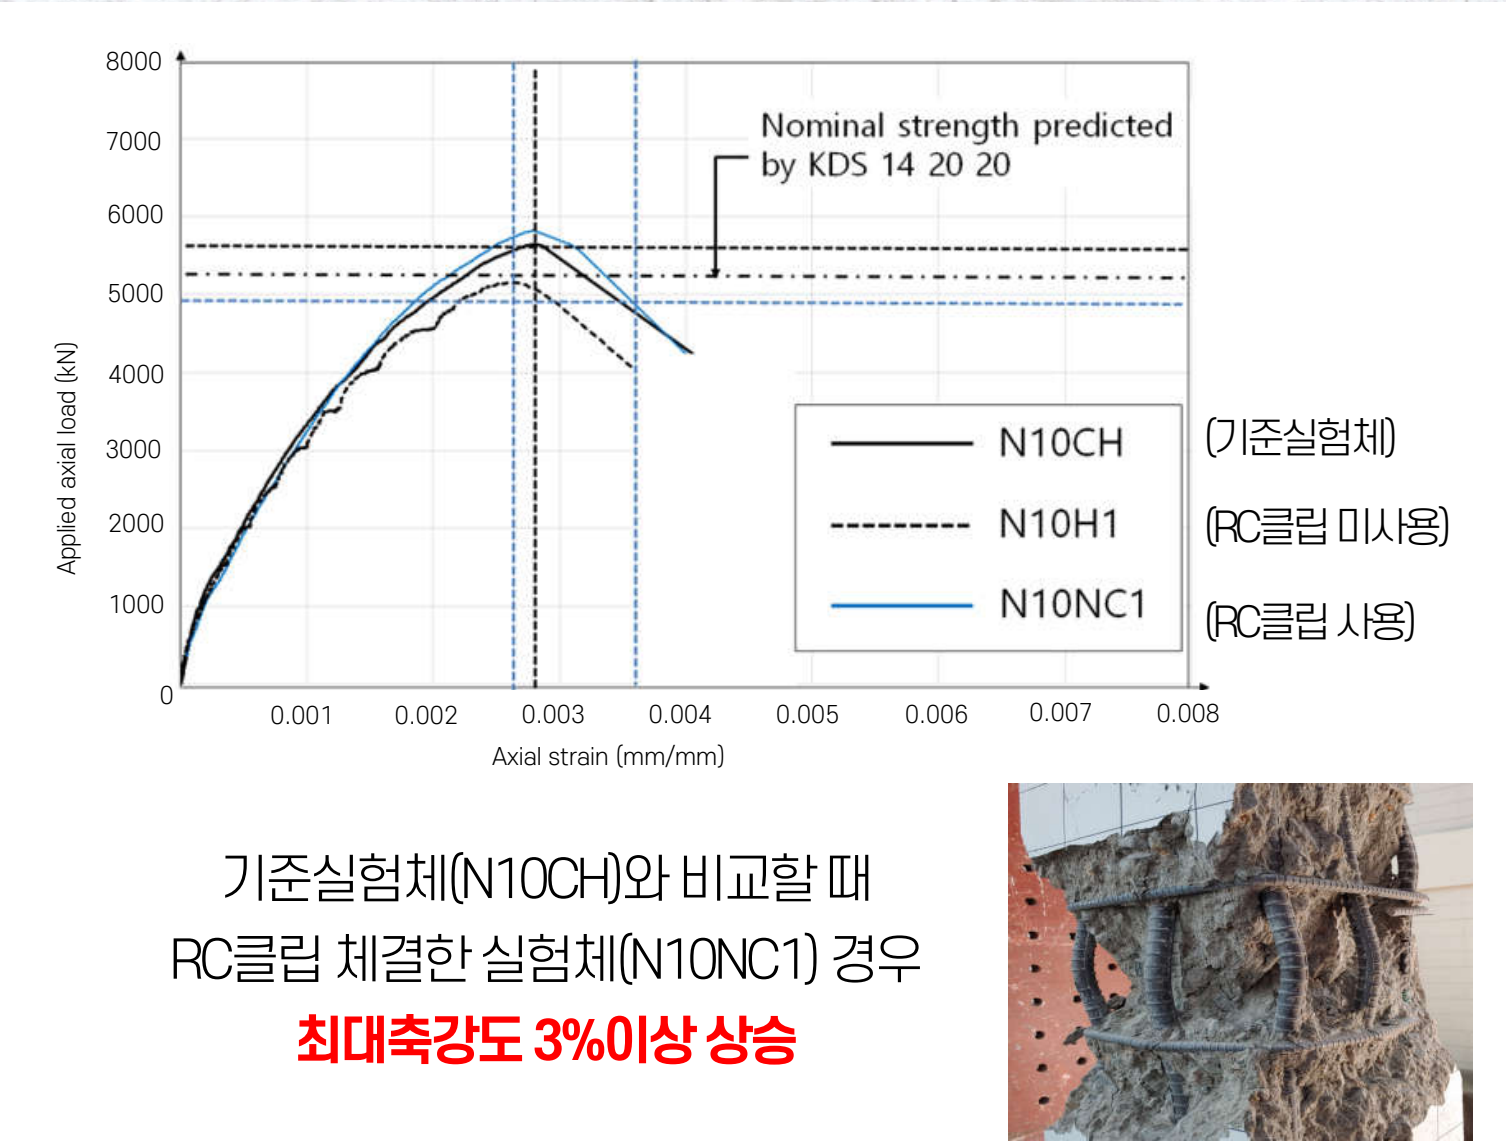 8000
7000
6000
5000
4000
3000
2000
1000
0
Applied axial load (kN)
Nominal strength predicted
by KDS 14 20 20
N10CH (기준실험체)
N10H1 (RC클립 미사용)
N10NC1 (RC클립 사용)
0.001 0.002 0.003 0.004 0.005 0.006 0.007 0.008
Axial strain (mm/mm)
기준실험체(N10CH)와 비교할 때
RC클립 체결한 실험체(N10NC1) 경우
최대축강도 3%이상 상승